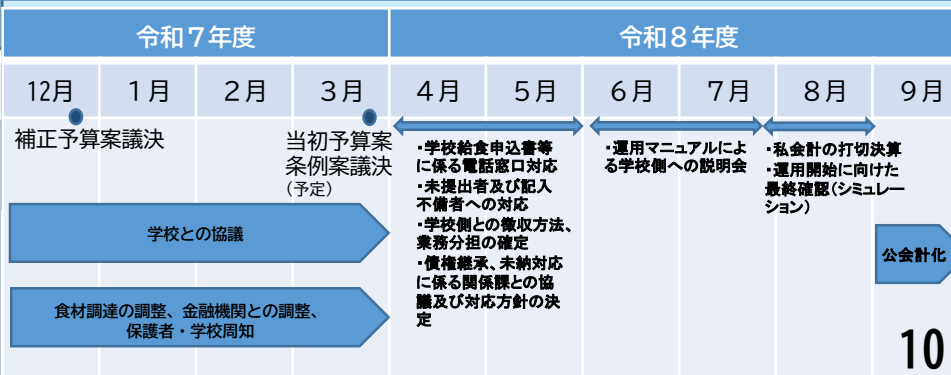 令和７年度
令和８年度
12月
１月
２月
３月
４月
５月
６月
７月
８月
９月
補正予算案議決
当初予算案
条例案議決
(予定)
・学校給食申込書等
に係る電話窓口対応
・未提出者及び記入
不備者への対応
・学校側との徴収方法、
業務分担の確定
・債権継承、未納対応
に係る関係課との協
議及び対応方針の決
定
・運用マニュアルによ
る学校側への説明会
・私会計の打切決算
・運用開始に向けた
最終確認(シミュレー
ション)
学校との協議
公会計化
食材調達の調整、金融機関との調整、
保護者・学校周知
10